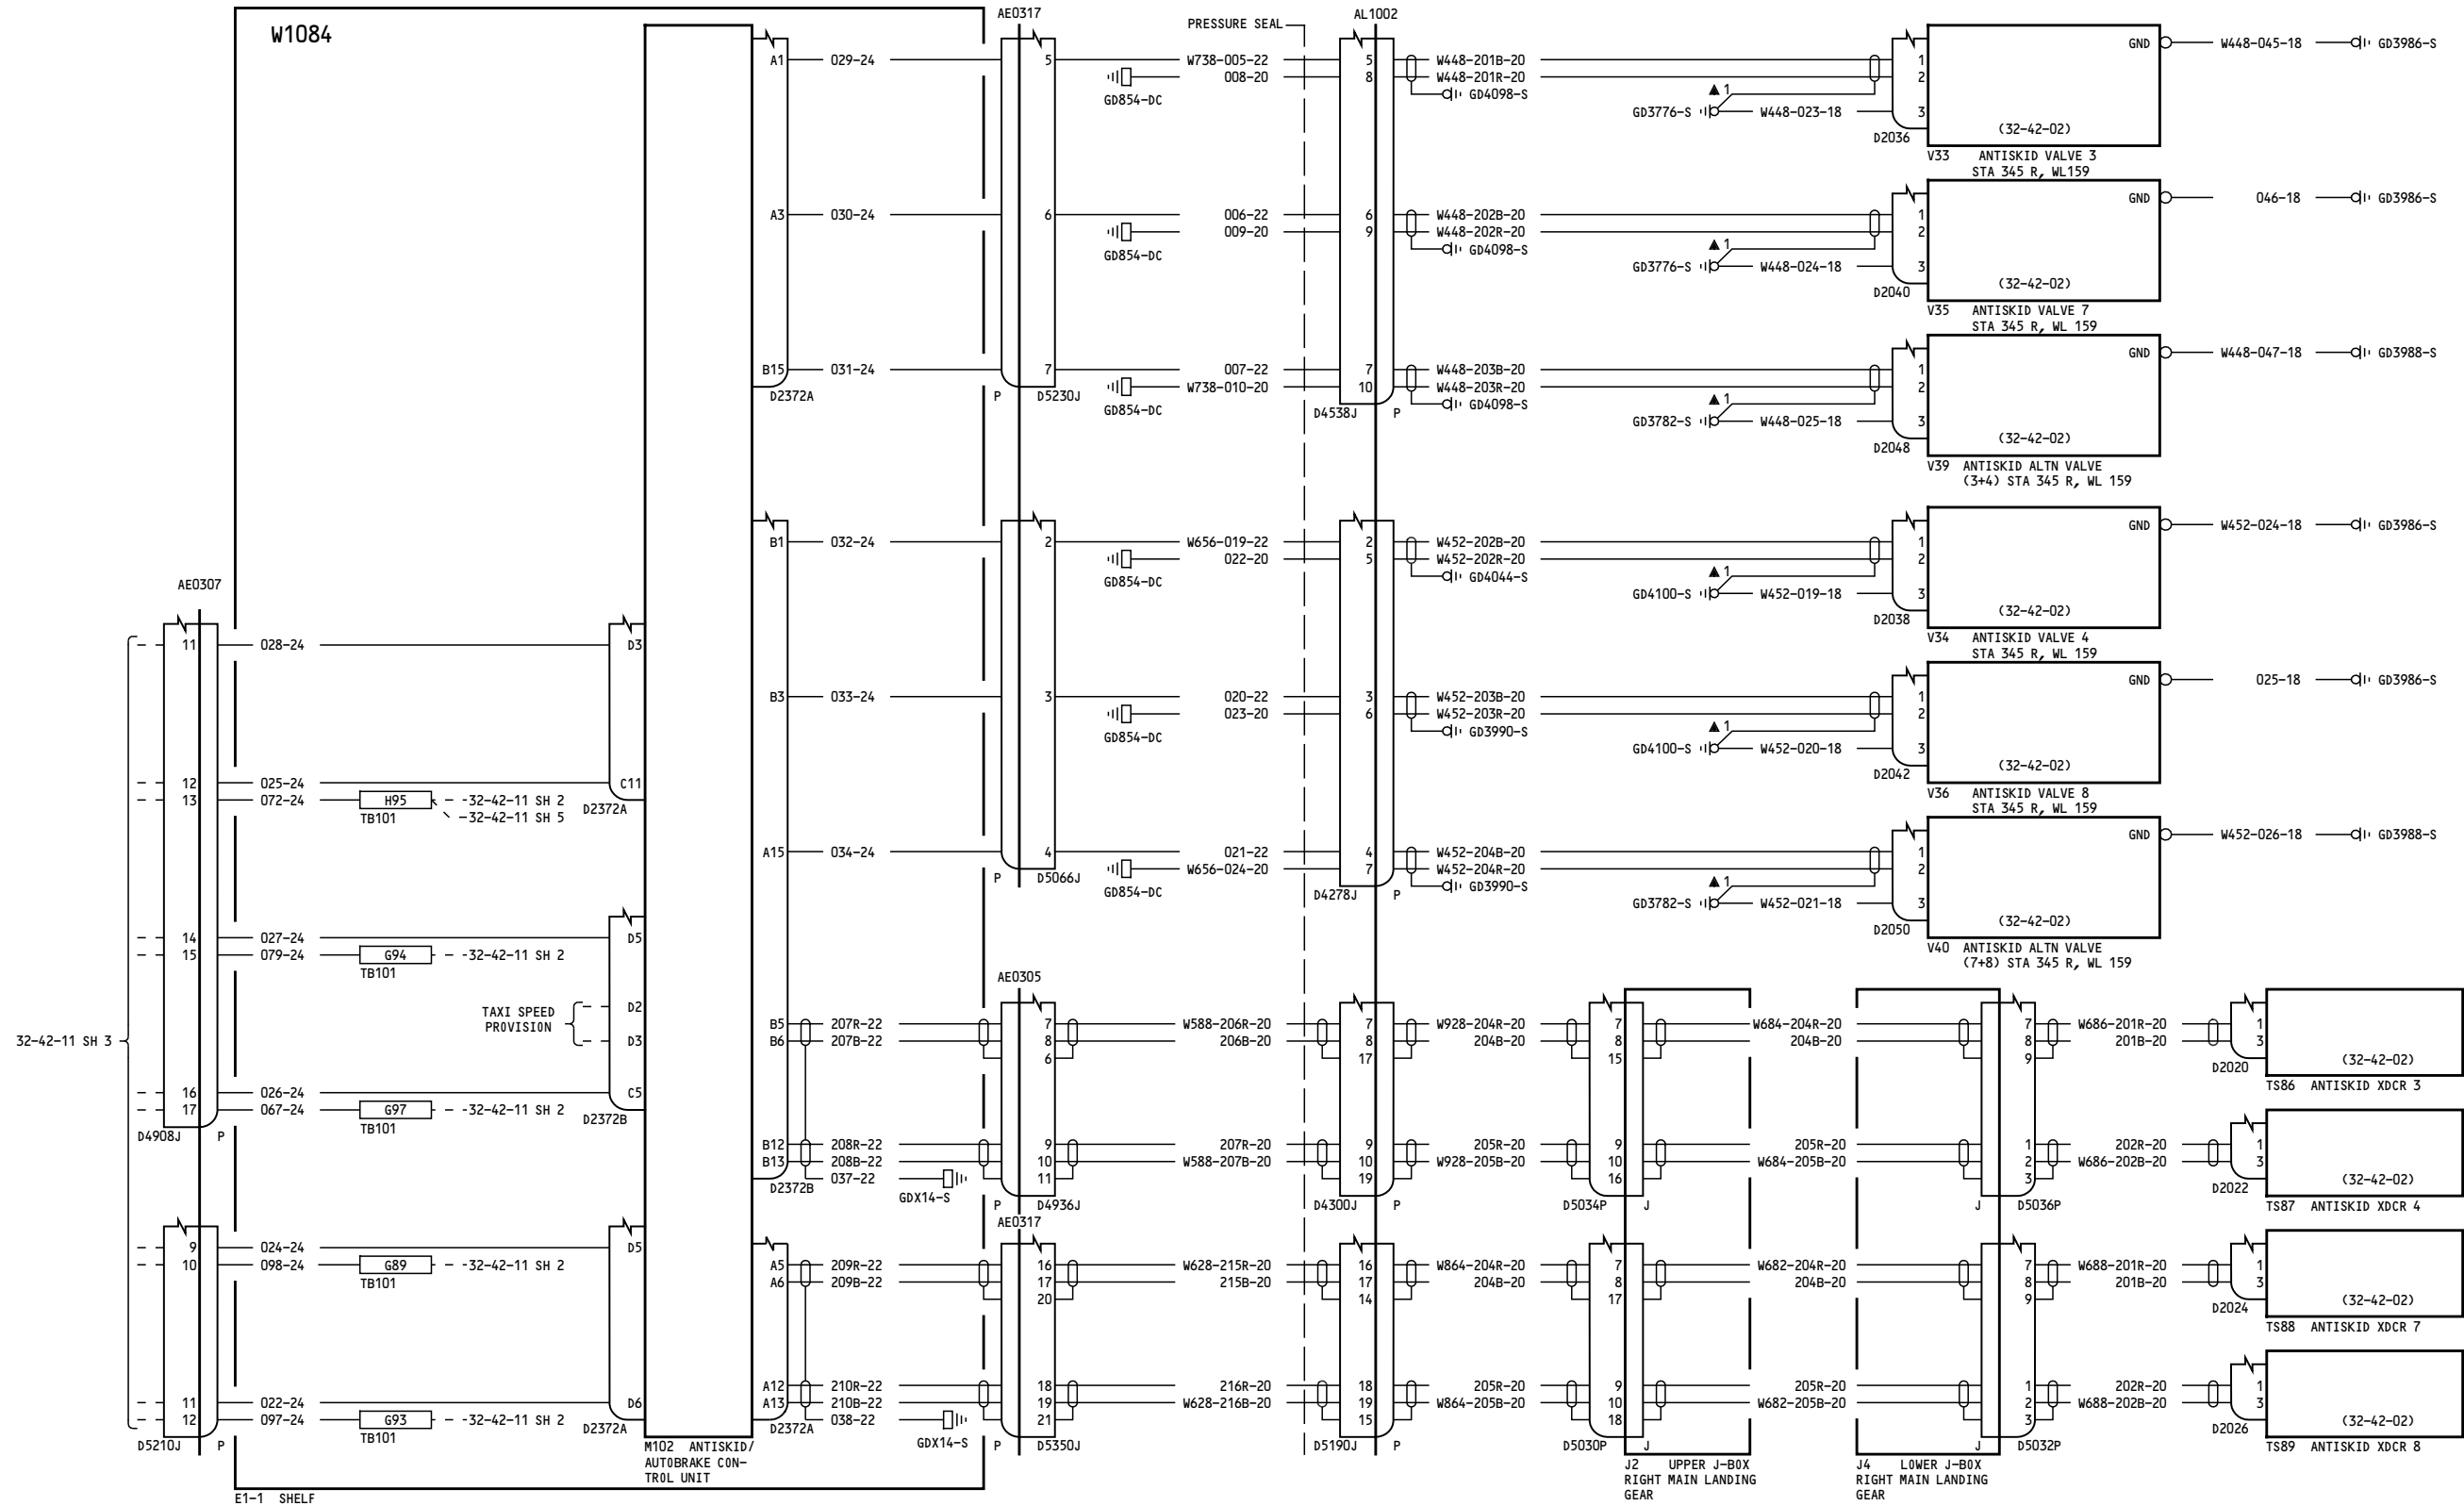 W1084
AE0317
PRESSURE SEAL
AL1002
A1 029-24 5 W738-005-22 5 W448-201B-20 1 GND W448-045-18 GD3986-S
008-20 8 W448-201R-20 2
GD854-DC GD4098-S ▲ 1
GD3776-S W448-023-18 3
D2036 (32-42-02)
V33 ANTISKID VALVE 3
STA 345 R, WL159
A3 030-24 6 006-22 6 W448-202B-20 1 GND 046-18 GD3986-S
009-20 9 W448-202R-20 2
GD854-DC GD4098-S ▲ 1
GD3776-S W448-024-18 3
D2040 (32-42-02)
V35 ANTISKID VALVE 7
STA 345 R, WL 159
B15 031-24 7 007-22 7 W448-203B-20 1 GND W448-047-18 GD3988-S
W738-010-20 10 W448-203R-20 2
D2372A P D5230J GD854-DC D4538J P GD4098-S ▲ 1
GD3782-S W448-025-18 3
D2048 (32-42-02)
V39 ANTISKID ALTN VALVE
(3+4) STA 345 R, WL 159
B1 032-24 2 W656-019-22 2 W452-202B-20 1 GND W452-024-18 GD3986-S
022-20 5 W452-202R-20 2
GD854-DC GD4044-S ▲ 1
GD4100-S W452-019-18 3
D2038 (32-42-02)
V34 ANTISKID VALVE 4
STA 345 R, WL 159
AE0307
11 028-24 D3
B3 033-24 3 020-22 3 W452-203B-20 1 GND 025-18 GD3986-S
023-20 6 W452-203R-20 2
GD854-DC GD3990-S ▲ 1
GD4100-S W452-020-18 3
D2042 (32-42-02)
V36 ANTISKID VALVE 8
STA 345 R, WL 159
12 025-24 C11
13 072-24 H95 -32-42-11 SH 2
TB101 -32-42-11 SH 5
D2372A
A15 034-24 4 021-22 4 W452-204B-20 1 GND W452-026-18 GD3988-S
W656-024-20 7 W452-204R-20 2
P D5066J GD854-DC D4278J P GD3990-S ▲ 1
GD3782-S W452-021-18 3
D2050 (32-42-02)
V40 ANTISKID ALTN VALVE
(7+8) STA 345 R, WL 159
14 027-24 D5
15 079-24 G94 -32-42-11 SH 2
TB101
TAXI SPEED
PROVISION
D2
D3
32-42-11 SH 3
16 026-24 C5
17 067-24 G97 -32-42-11 SH 2
TB101
D4908J P D2372B
AE0305
B5 207R-22 7 W588-206R-20 7 W928-204R-20 7 W684-204R-20 7 W686-201R-20 1
B6 207B-22 8 206B-20 8 204B-20 8 204B-20 8 201B-20 3
6 17 15 9
D2020 (32-42-02)
TS86 ANTISKID XDCR 3
B12 208R-22 9 207R-20 9 205R-20 9 205R-20 1 202R-20 1
B13 208B-22 10 W588-207B-20 10 W928-205B-20 10 W684-205B-20 2 W686-202B-20 3
037-22 11 19 16 3
D2372B GDX14-S P D4936J D4300J P D5034P J J D5036P D2022 (32-42-02)
TS87 ANTISKID XDCR 4
AE0317
9 024-24 D5
10 098-24 G89 -32-42-11 SH 2
TB101
A5 209R-22 16 W628-215R-20 16 W864-204R-20 7 W682-204R-20 7 W688-201R-20 1
A6 209B-22 17 215B-20 17 204B-20 8 204B-20 8 201B-20 3
20 14 17 9
D2024 (32-42-02)
TS88 ANTISKID XDCR 7
11 022-24 D6
12 097-24 G93 -32-42-11 SH 2
TB101
D5210J P D2372A
A12 210R-22 18 216R-20 18 205R-20 9 205R-20 1 202R-20 1
A13 210B-22 19 W628-216B-20 19 W864-205B-20 10 W682-205B-20 2 W688-202B-20 3
038-22 21 15 18 3
D2372A GDX14-S P D5350J D5190J P D5030P J J D5032P D2026 (32-42-02)
TS89 ANTISKID XDCR 8
M102 ANTISKID/
AUTOBRAKE CON-
TROL UNIT
J2 UPPER J-BOX
RIGHT MAIN LANDING
GEAR
J4 LOWER J-BOX
RIGHT MAIN LANDING
GEAR
E1-1 SHELF